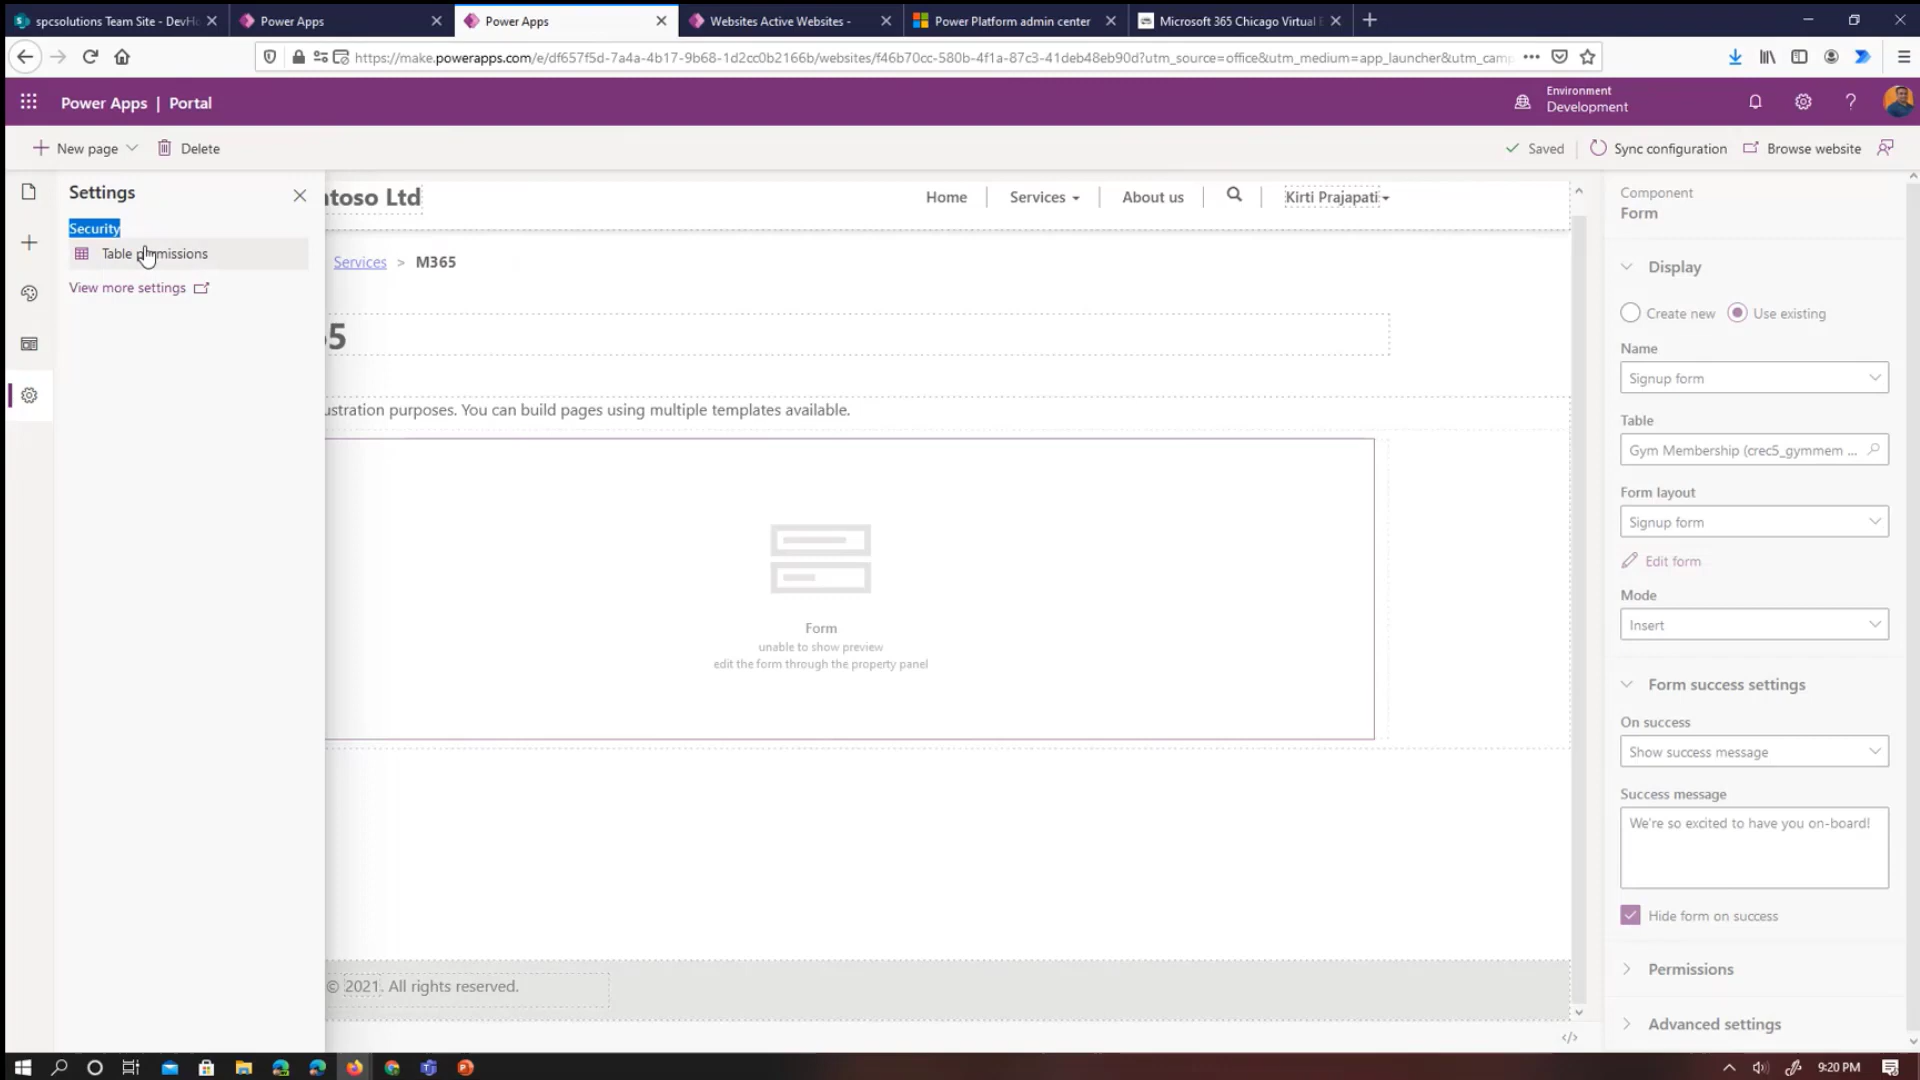 spcsolutions Team Site - DevHo
Power Apps
Power Apps
Websites Active Websites -
Power Platform admin center
Microsoft 365 Chicago Virtual E
https://make.powerapps.com/e/df657f5d-7a4a-4b17-9b68-1d2cc0b2166b/websites/f46b70cc-580b-4f1a-87c3-41deb48eb90d?utm_source=office&utm_medium=app_launcher&utm_camp
Power Apps | Portal
Environment
Development
New page
Delete
Saved
Sync configuration
Browse website
Settings
Security
Table permissions
View more settings
ntoso Ltd
Home
Services
About us
Kirti Prajapati
Services > M365
65
ustration purposes. You can build pages using multiple templates available.
Form
unable to show preview
edit the form through the property panel
© 2021. All rights reserved.
</>
Component
Form
Display
Create new
Use existing
Name
Signup form
Table
Gym Membership (crec5_gymmem ...
Form layout
Signup form
Edit form
Mode
Insert
Form success settings
On success
Show success message
Success message
We're so excited to have you on-board!
Hide form on success
Permissions
Advanced settings
9:20 PM